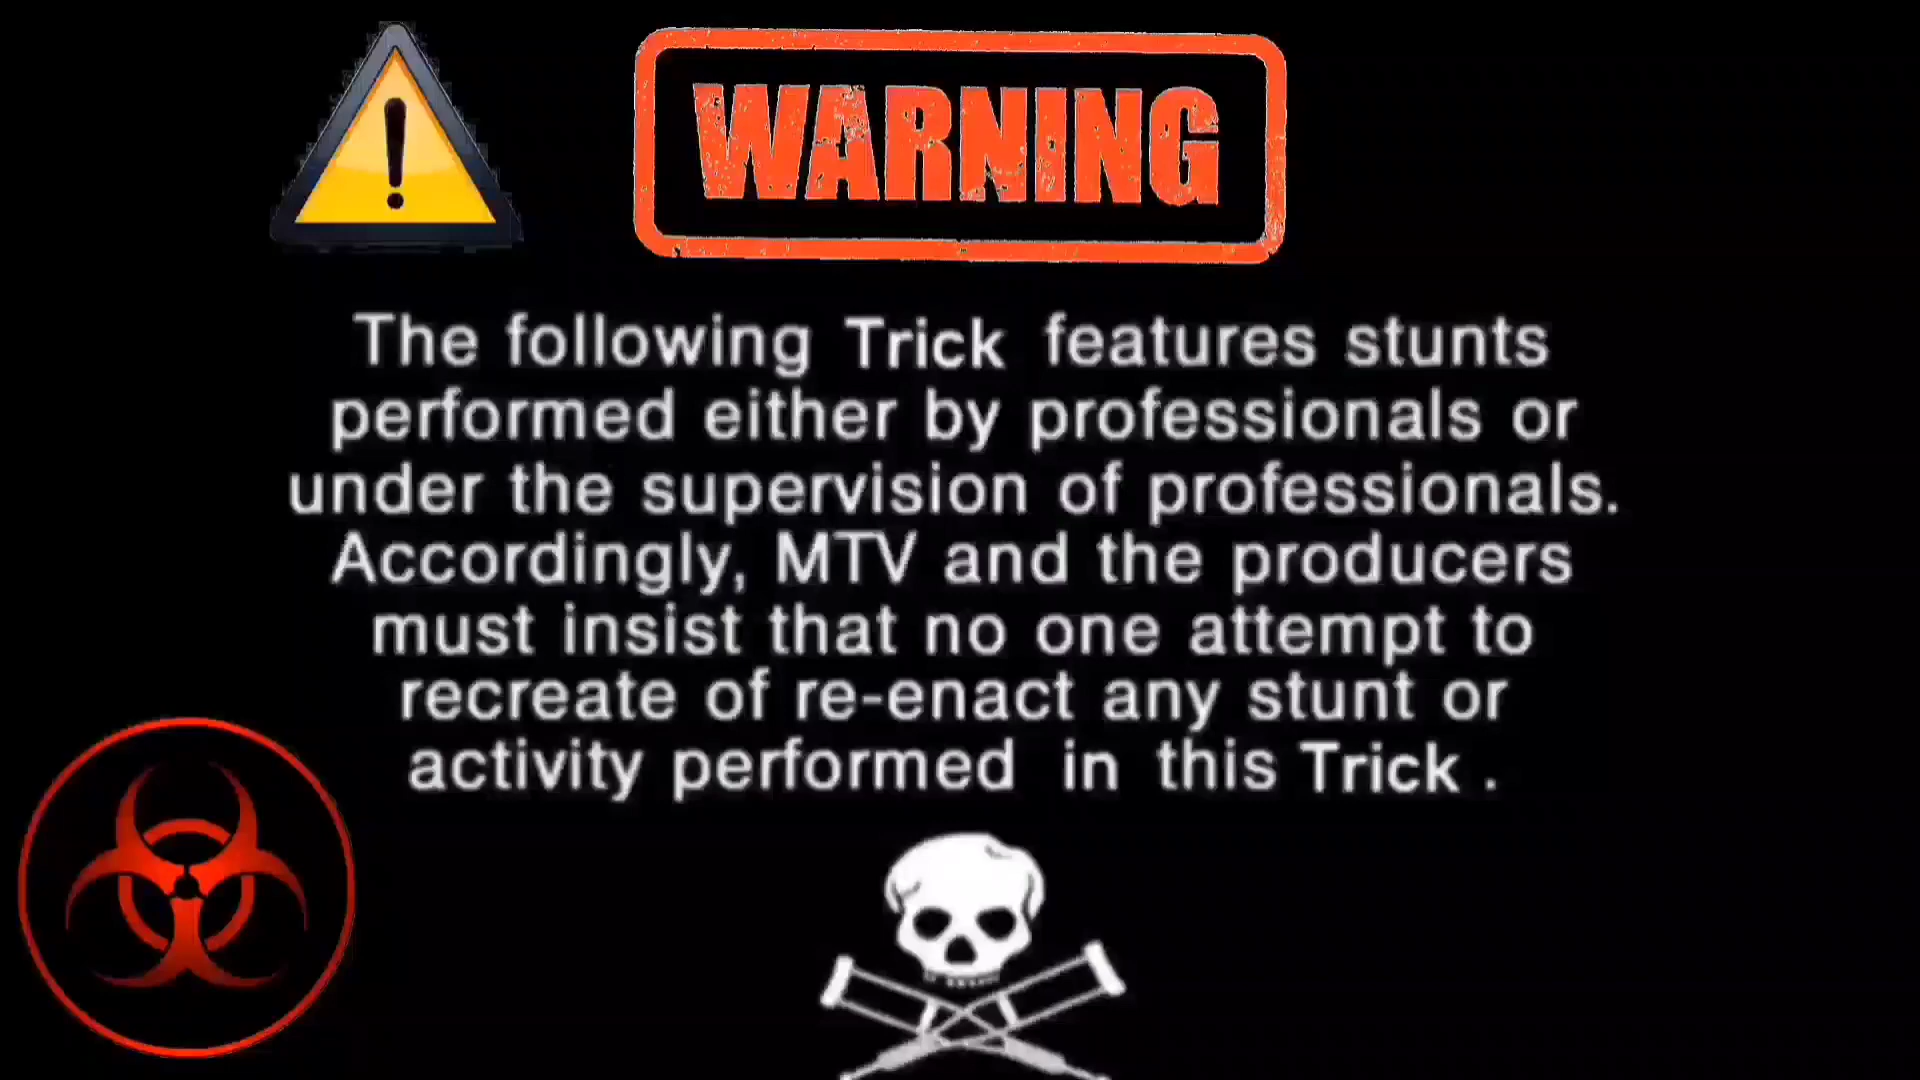 WARNING
The following Trick features stunts
performed either by professionals or
under the supervision of professionals.
Accordingly, MTV and the producers
must insist that no one attempt to
recreate of re-enact any stunt or
activity performed in this Trick .